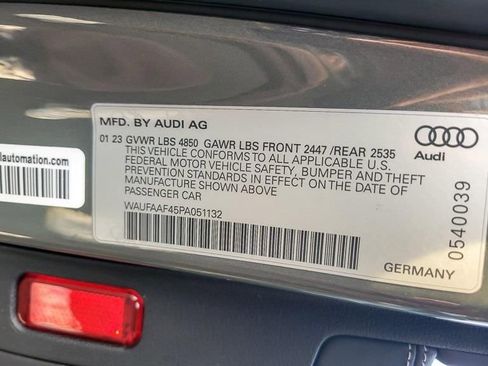 MFD. BY AUDI AG
01 23 GVWR LBS 4850 GAWR LBS FRONT 2447 /REAR 2535
THIS VEHICLE CONFORMS TO ALL APPLICABLE U.S.
FEDERAL MOTOR VEHICLE SAFETY, BUMPER AND THEFT
PREVENTION STANDARDS IN EFFECT ON THE DATE OF
MANUFACTURE SHOWN ABOVE
PASSENGER CAR
WAUFAAF45PA051132
Audi
0540039
GERMANY
lautomation.com